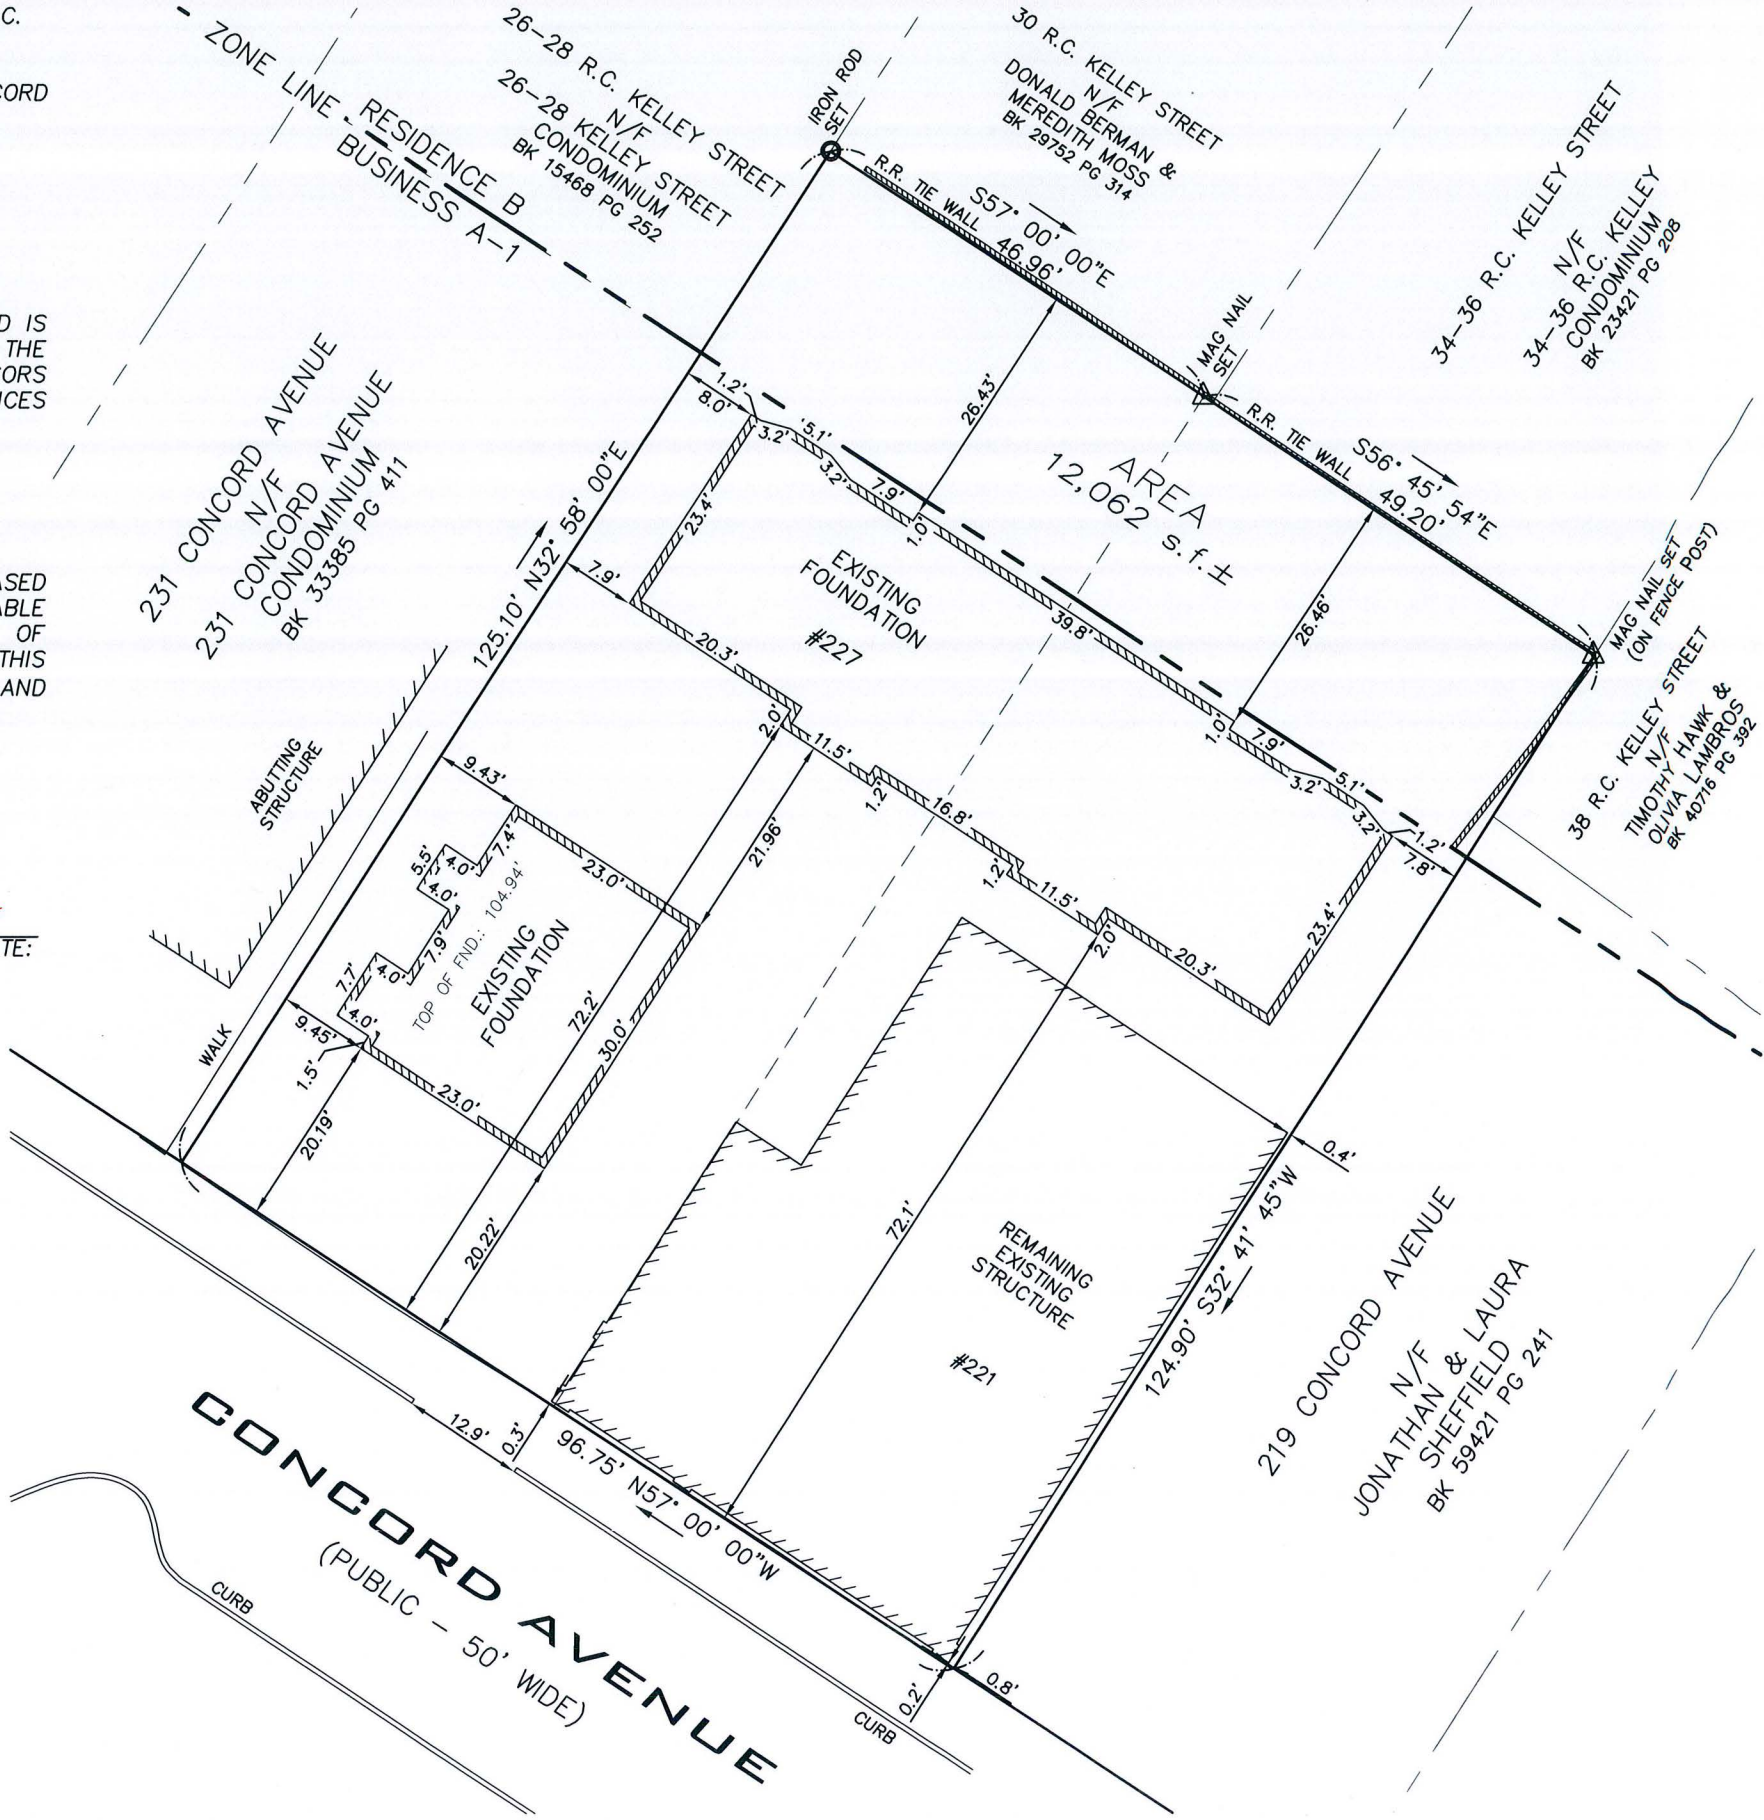 C.
CORD
D IS
THE
ORS
ICES
ASED
ABLE
OF
THIS
AND
TE:
ZONE LINE
RESIDENCE B
BUSINESS A-1
26-28 R.C. KELLEY STREET
N/F
26-28 KELLEY STREET
CONDOMINIUM
BK 15468 PG 252
IRON ROD
SET
30 R.C. KELLEY STREET
N/F
DONALD BERMAN &
MEREDITH MOSS
BK 29752 PG 314
R.R. TIE WALL
S57° 00' 00"E
46.96'
34-36 R.C. KELLEY STREET
N/F
34-36 R.C. KELLEY
CONDOMINIUM
BK 23421 PG 208
MAG NAIL
SET
R.R. TIE WALL
S56° 45' 54"E
49.20'
MAG NAIL SET
(ON FENCE POST)
38 R.C. KELLEY STREET
N/F
TIMOTHY HAWK &
OLIVIA LAMBROS
BK 40716 PG 392
231 CONCORD AVENUE
N/F
231 CONCORD AVENUE
CONDOMINIUM
BK 33385 PG 411
125.10' N32° 58' 00"E
AREA
12,062 s.f.±
26.43'
26.46'
1.2'
8.0'
3.2'
5.1'
3.2'
7.9'
1.0'
39.8'
1.0'
7.9'
3.2'
5.1'
3.2'
1.2'
7.8'
23.4'
7.9'
EXISTING
FOUNDATION
#227
20.3'
2.0'
11.5'
1.2'
16.8'
1.2'
11.5'
2.0'
20.3'
23.4'
ABUTTING
STRUCTURE
WALK
9.43'
7.4'
4.0'
5.5'
4.0'
7.9'
4.0'
7.7'
4.0'
9.45'
1.5'
23.0'
TOP OF FND.: 104.94'
EXISTING
FOUNDATION
23.0'
30.0'
21.96'
72.2'
20.19'
20.22'
72.1'
REMAINING
EXISTING
STRUCTURE
#221
0.4'
124.90' S32° 41' 45"W
219 CONCORD AVENUE
N/F
JONATHAN & LAURA
SHEFFIELD
BK 59421 PG 241
12.9'
0.3'
96.75' N57° 00' 00"W
0.2'
0.8'
CONCORD AVENUE
(PUBLIC - 50' WIDE)
CURB
CURB